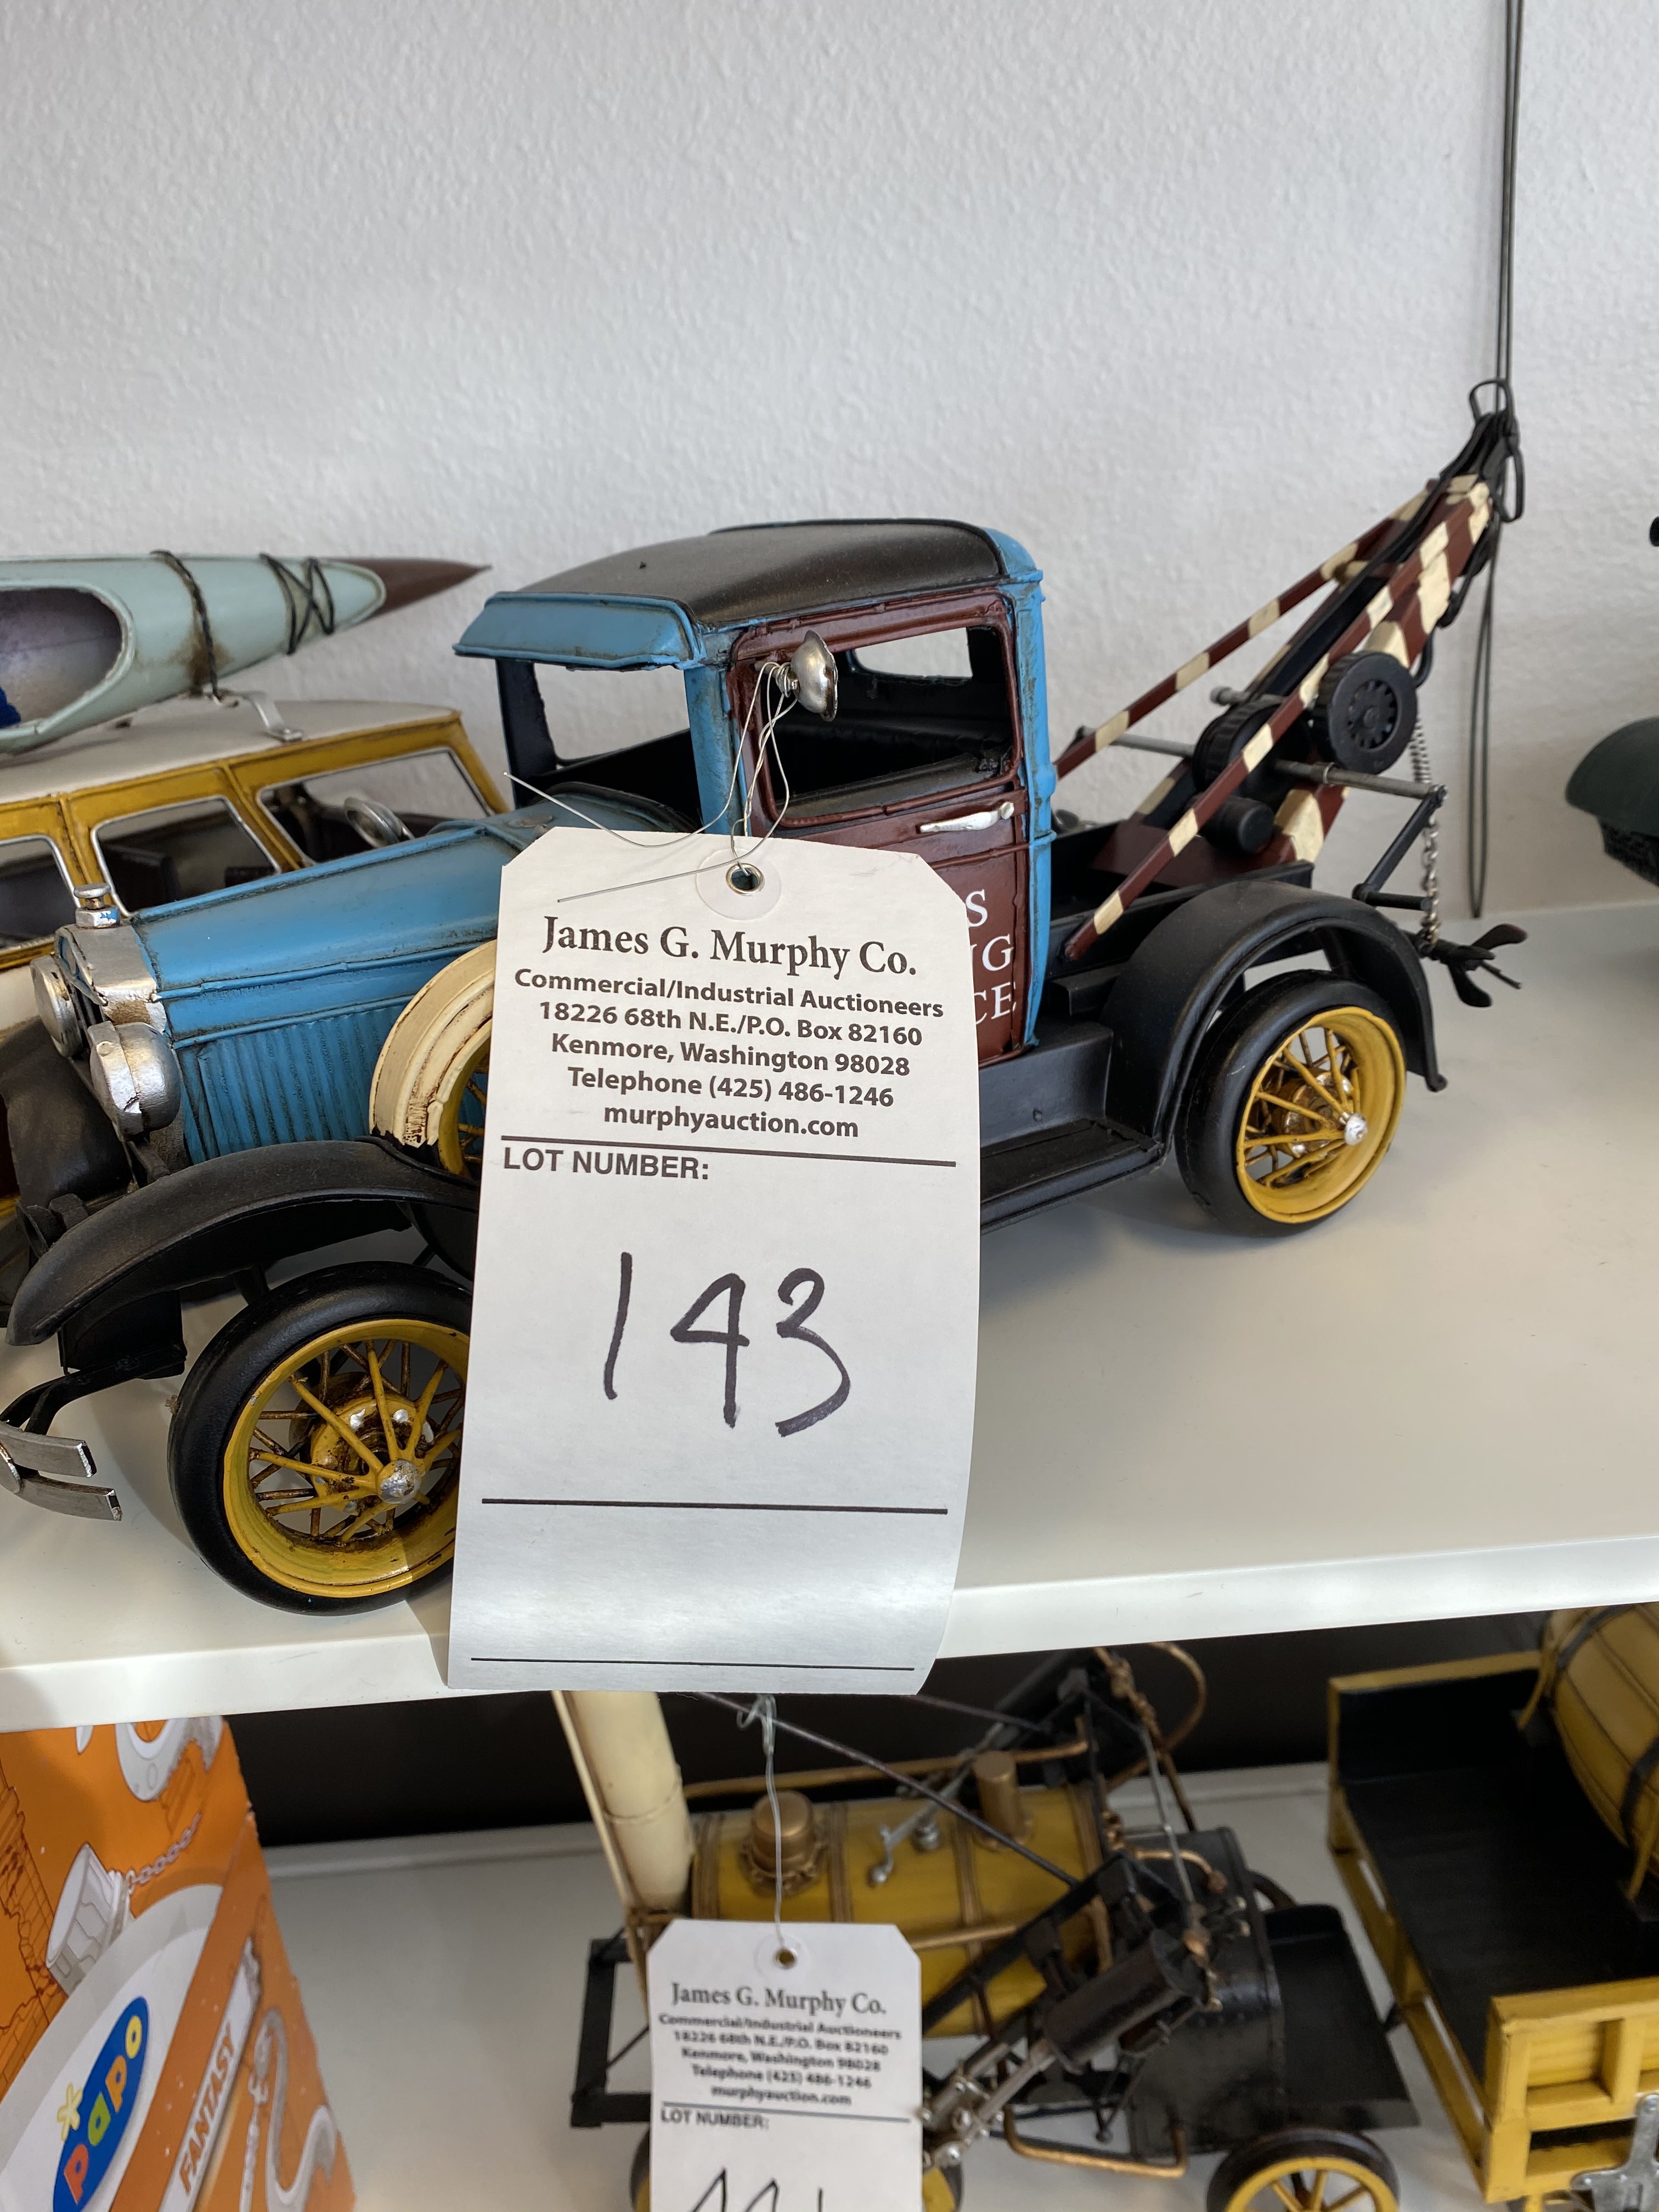 S
NG
CE
James G. Murphy Co.
Commercial/Industrial Auctioneers
18226 68th N.E./P.O. Box 82160
Kenmore, Washington 98028
Telephone (425) 486-1246
murphyauction.com
LOT NUMBER:
143
James G. Murphy Co.
Commercial/Industrial Auctioneers
18226 68th N.E./P.O. Box 82160
Kenmore, Washington 98028
Telephone (425) 486-1246
murphyauction.com
LOT NUMBER:
papo
FANTASY